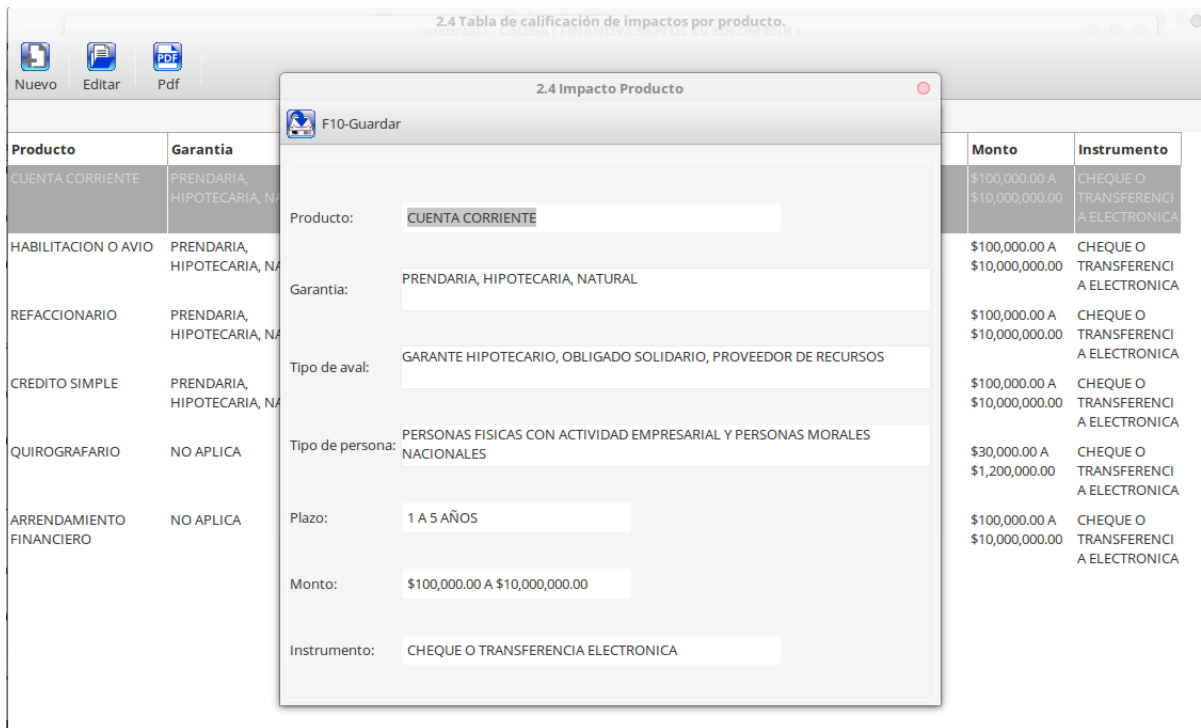 2.4 Tabla de calificación de impactos por producto.
Nuevo Editar Pdf
2.4 Impacto Producto
F10-Guardar
Producto Garantia Monto Instrumento
CUENTA CORRIENTE PRENDARIA, $100,000.00 A CHEQUE O
HIPOTECARIA, NA $10,000,000.00 TRANSFERENCI
A ELECTRONICA
HABILITACION O AVIO PRENDARIA, $100,000.00 A CHEQUE O
HIPOTECARIA, NA $10,000,000.00 TRANSFERENCI
A ELECTRONICA
REFACCIONARIO PRENDARIA, $100,000.00 A CHEQUE O
HIPOTECARIA, NA $10,000,000.00 TRANSFERENCI
A ELECTRONICA
CREDITO SIMPLE PRENDARIA, $100,000.00 A CHEQUE O
HIPOTECARIA, NA $10,000,000.00 TRANSFERENCI
A ELECTRONICA
QUIROGRAFARIO NO APLICA $30,000.00 A CHEQUE O
$1,200,000.00 TRANSFERENCI
A ELECTRONICA
ARRENDAMIENTO NO APLICA $100,000.00 A CHEQUE O
FINANCIERO $10,000,000.00 TRANSFERENCI
A ELECTRONICA
Producto: CUENTA CORRIENTE
Garantia: PRENDARIA, HIPOTECARIA, NATURAL
Tipo de aval: GARANTE HIPOTECARIO, OBLIGADO SOLIDARIO, PROVEEDOR DE RECURSOS
Tipo de persona: PERSONAS FISICAS CON ACTIVIDAD EMPRESARIAL Y PERSONAS MORALES
NACIONALES
Plazo: 1 A 5 AÑOS
Monto: $100,000.00 A $10,000,000.00
Instrumento: CHEQUE O TRANSFERENCIA ELECTRONICA